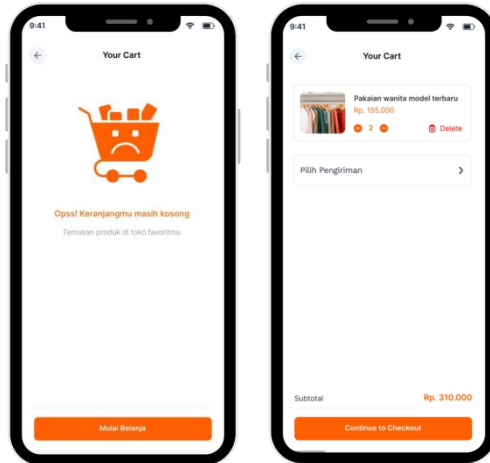 9:41
Your Cart
Opss! Keranjangmu masih kosong
Temukan produk di toko favoritmu
Mulai Belanja
9:41
Your Cart
Pakaian wanita model terbaru
Rp. 155.000
2
Delete
Pilih Pengiriman
Subtotal
Rp. 310.000
Continue to Checkout